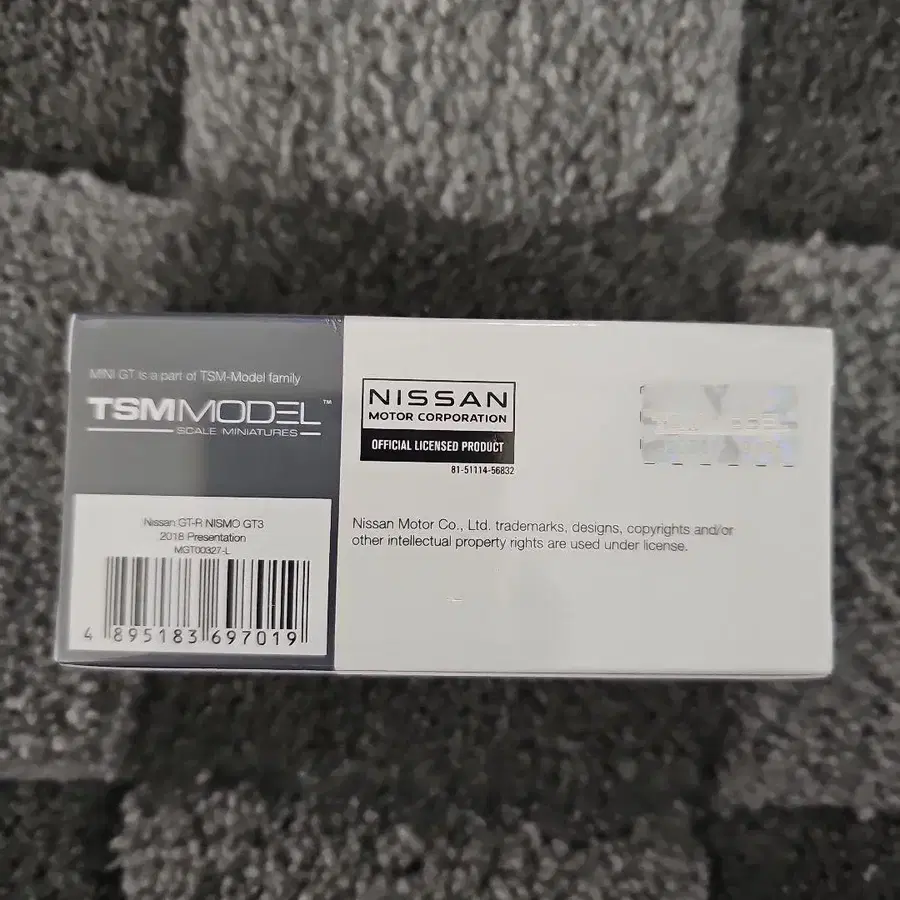 MINI GT is a part of TSM-Model family
TSMMODEL™
SCALE MINIATURES
Nissan GT-R NISMO GT3
2018 Presentation
MGT00327-L
4 895183 697019
NISSAN
MOTOR CORPORATION
OFFICIAL LICENSED PRODUCT
81-51114-56832
Nissan Motor Co., Ltd. trademarks, designs, copyrights and/or
other intellectual property rights are used under license.